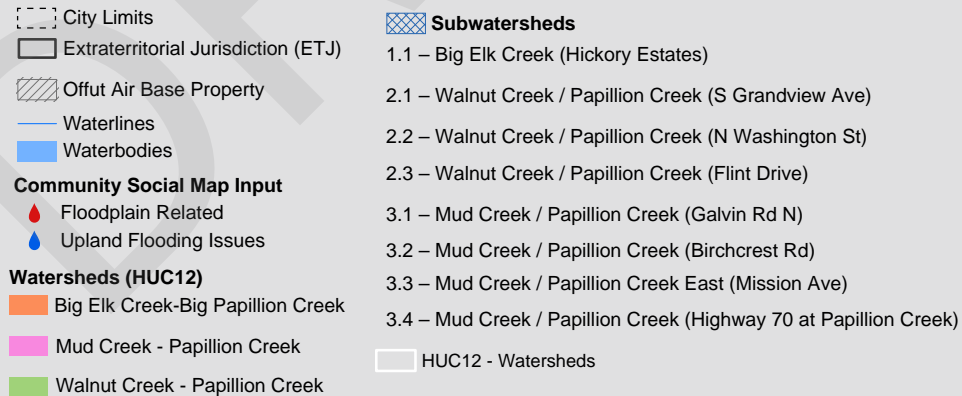 City Limits
Extraterritorial Jurisdiction (ETJ)
Offut Air Base Property
Waterlines
Waterbodies
Community Social Map Input
Floodplain Related
Upland Flooding Issues
Watersheds (HUC12)
Big Elk Creek-Big Papillion Creek
Mud Creek - Papillion Creek
Walnut Creek - Papillion Creek
Subwatersheds
1.1 – Big Elk Creek (Hickory Estates)
2.1 – Walnut Creek / Papillion Creek (S Grandview Ave)
2.2 – Walnut Creek / Papillion Creek (N Washington St)
2.3 – Walnut Creek / Papillion Creek (Flint Drive)
3.1 – Mud Creek / Papillion Creek (Galvin Rd N)
3.2 – Mud Creek / Papillion Creek (Birchcrest Rd)
3.3 – Mud Creek / Papillion Creek East (Mission Ave)
3.4 – Mud Creek / Papillion Creek (Highway 70 at Papillion Creek)
HUC12 - Watersheds